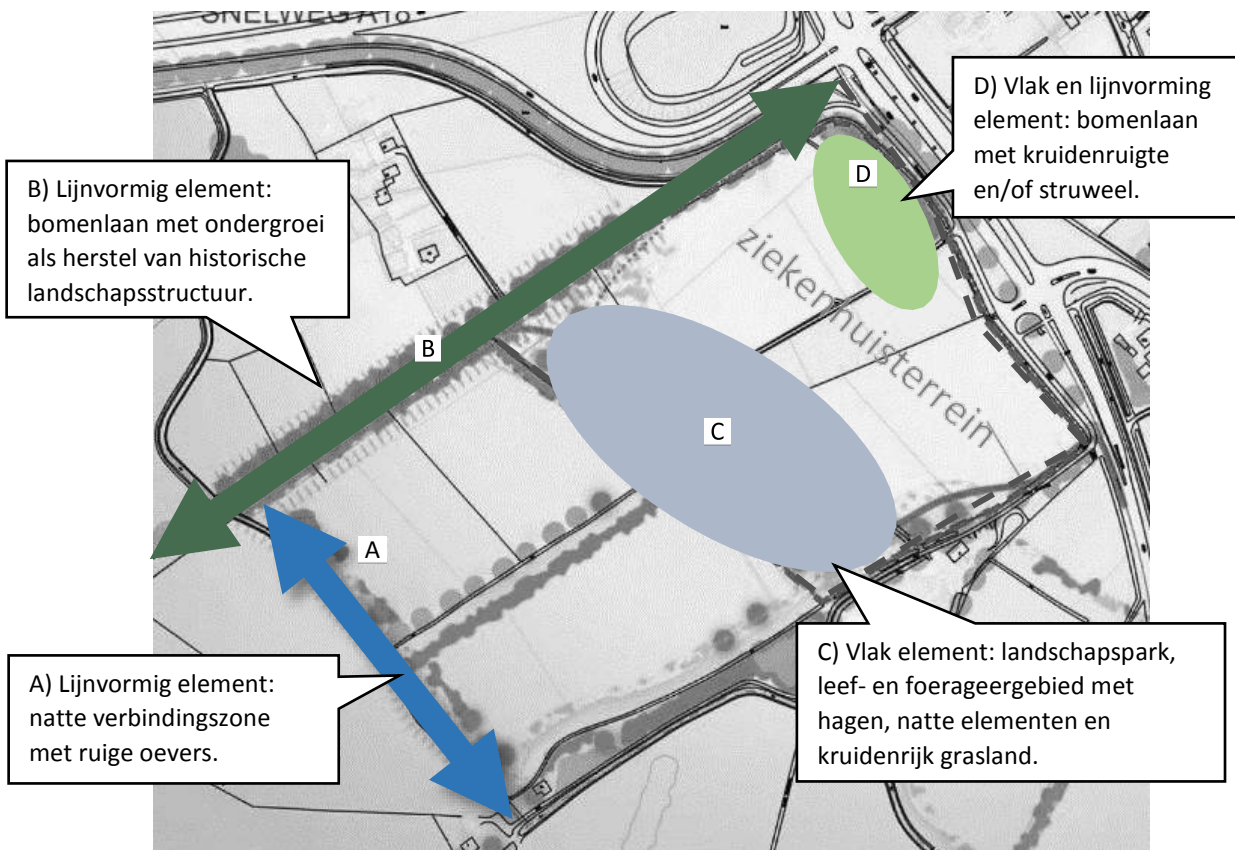 SNELWEG A18
D) Vlak en lijnvorming
element: bomenlaan
met kruidenruigte
en/of struweel.
D
B) Lijnvormig element:
bomenlaan met ondergroei
als herstel van historische
landschapsstructuur.
ziekenhuisterrein
B
C
A
A) Lijnvormig element:
natte verbindingszone
met ruige oevers.
C) Vlak element: landschapspark,
leef- en foerageergebied met
hagen, natte elementen en
kruidenrijk grasland.